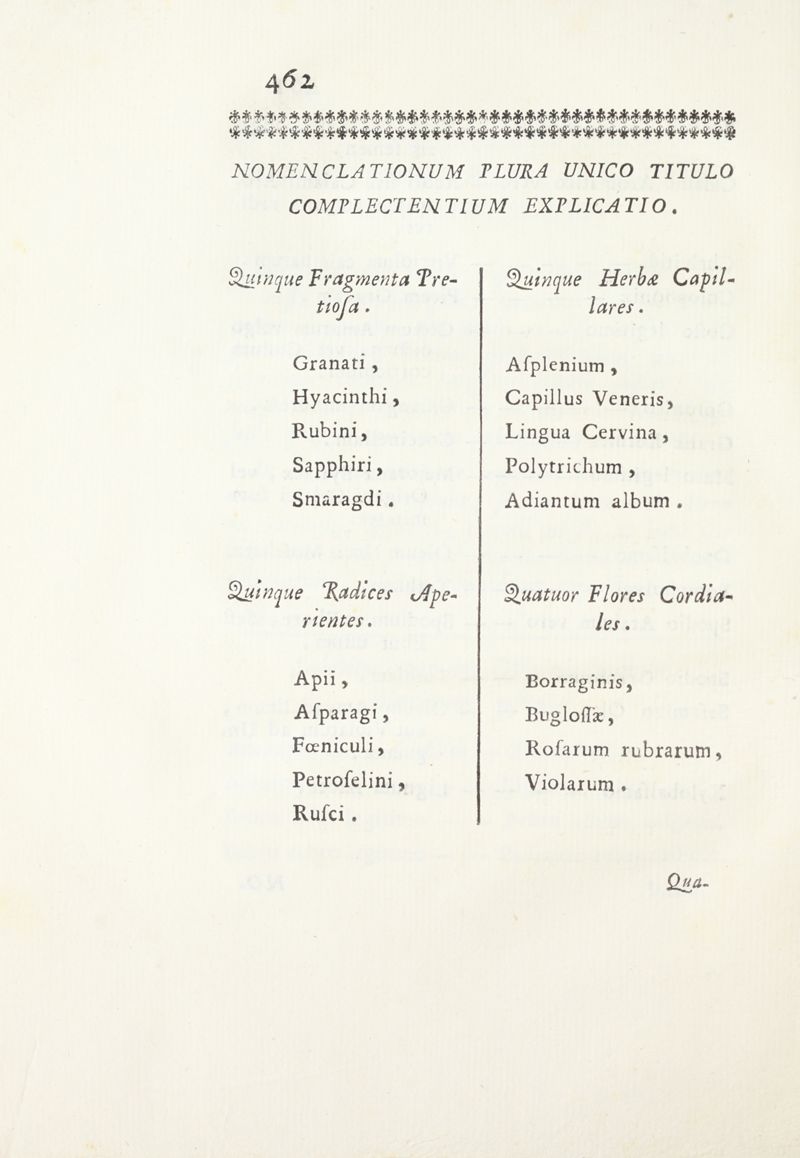 462
NOMENCLATIONUM PLURA UNICO TITULO
COMPLECTENTIUM EXPLICATIO.
Quinque Fragmenta Pre-
tioſa.
Granati,
Hyacinthi,
Rubini,
Sapphiri,
Smaragdi.
Quinque Radices Ape-
rientes.
Apii,
Aſparagi,
Fœniculi,
Petroſelini,
Ruſci.
Quinque Herbæ Capil-
lares.
Aſplenium,
Capillus Veneris,
Lingua Cervina,
Polytrichum,
Adiantum album.
Quatuor Flores Cordia-
les.
Borraginis,
Bugloſſæ,
Roſarum rubrarum,
Violarum.
Qua-